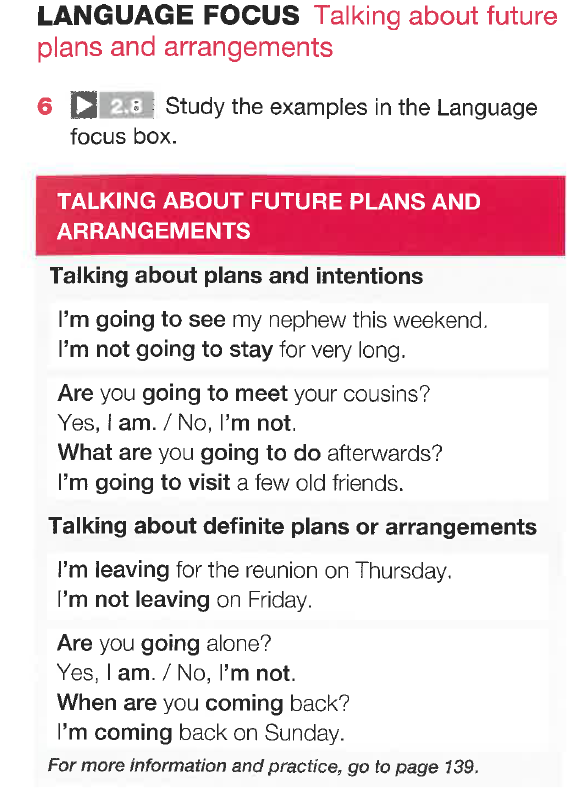 LANGUAGE FOCUS Talking about future
plans and arrangements
6 2.8 Study the examples in the Language
focus box.
TALKING ABOUT FUTURE PLANS AND
ARRANGEMENTS
Talking about plans and intentions
I'm going to see my nephew this weekend.
I'm not going to stay for very long.
Are you going to meet your cousins?
Yes, I am. / No, I'm not.
What are you going to do afterwards?
I'm going to visit a few old friends.
Talking about definite plans or arrangements
I'm leaving for the reunion on Thursday.
I'm not leaving on Friday.
Are you going alone?
Yes, I am. / No, I'm not.
When are you coming back?
I'm coming back on Sunday.
For more information and practice, go to page 139.